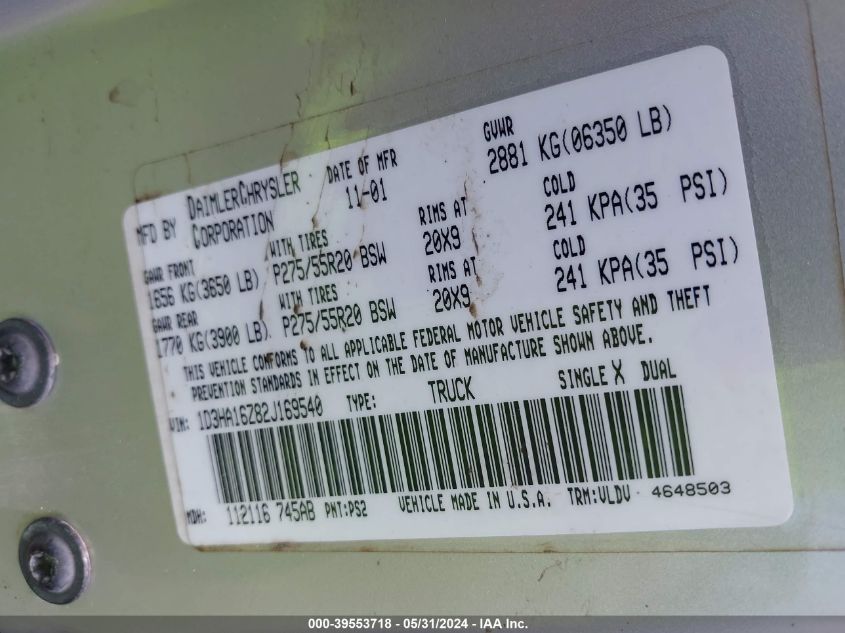 MFD BY DAIMLERCHRYSLER CORPORATION
DATE OF MFR 11-01
GVWR 2881 KG(06350 LB)
GAWR FRONT 1656 KG(3650 LB)
WITH TIRES P275/55R20 BSW
RIMS AT 20X9
COLD 241 KPA(35 PSI)
GAWR REAR 1770 KG(3900 LB)
WITH TIRES P275/55R20 BSW
RIMS AT 20X9
COLD 241 KPA(35 PSI)
THIS VEHICLE CONFORMS TO ALL APPLICABLE FEDERAL MOTOR VEHICLE SAFETY AND THEFT
PREVENTION STANDARDS IN EFFECT ON THE DATE OF MANUFACTURE SHOWN ABOVE.
VIN: 1D3HA16Z82J169540 TYPE: TRUCK SINGLE X DUAL
MDH: 112116 745AB PNT:PS2 VEHICLE MADE IN U.S.A. TRM:VLDV 4648503
000-39553718 - 05/31/2024 - IAA Inc.